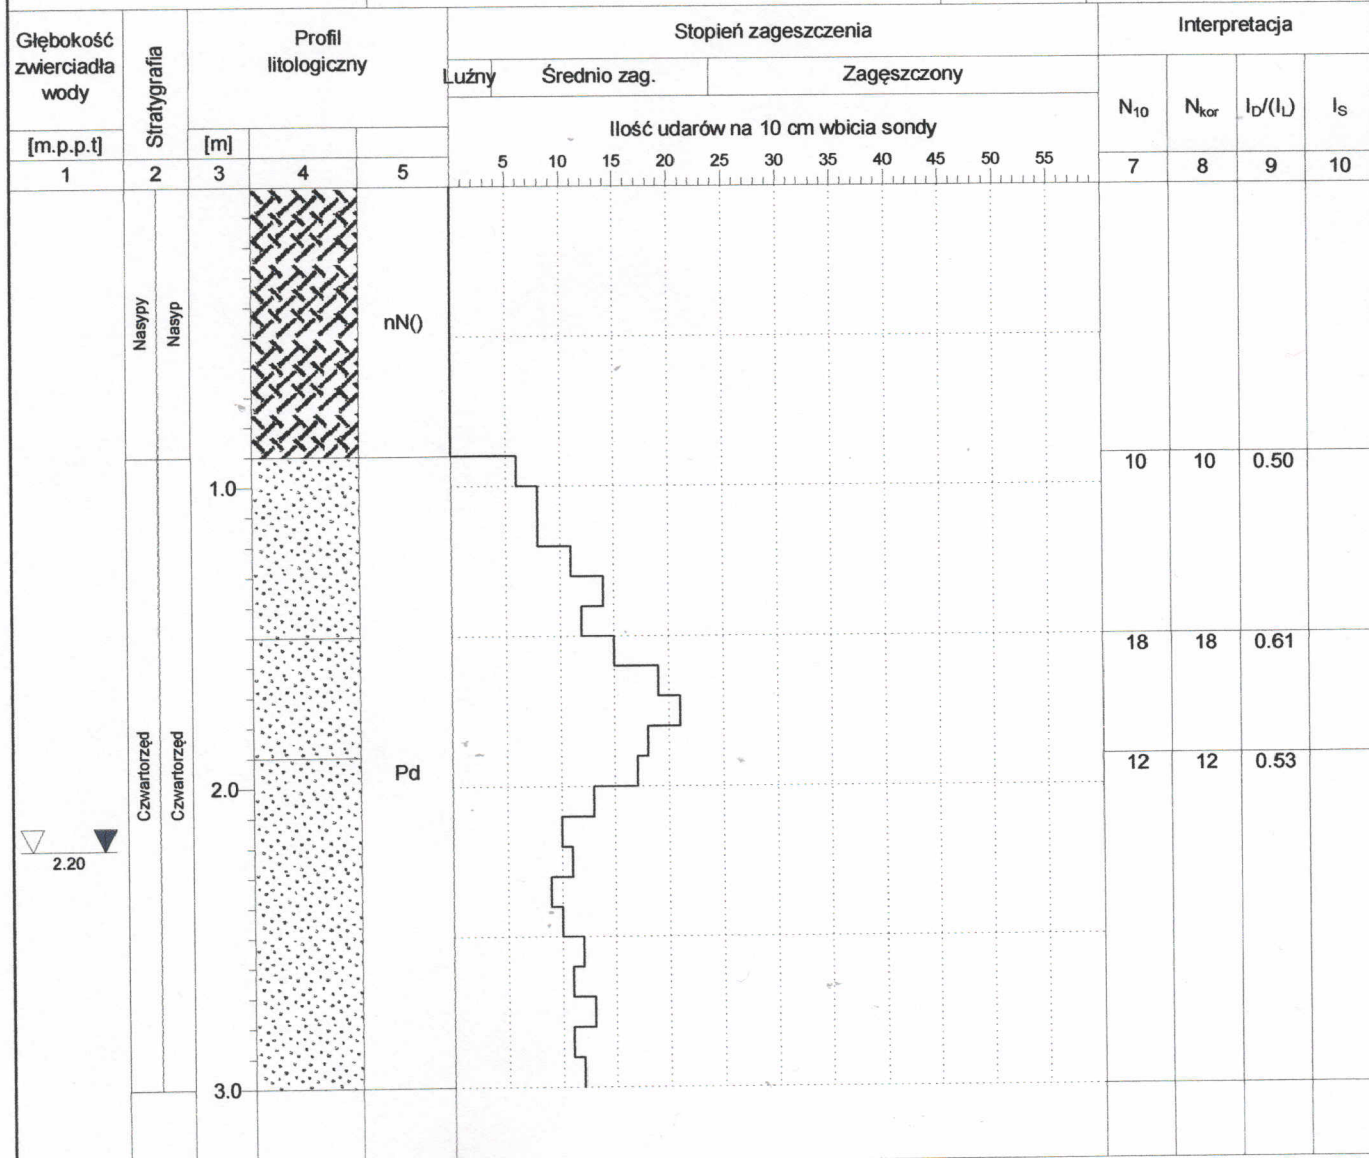 Głębokość
zwierciadła
wody
[m.p.p.t]
1
Stratygrafia
2
Profil
litologiczny
[m]
3
4
5
Stopień zageszczenia
Luźny
Średnio zag.
Zagęszczony
Ilość udarów na 10 cm wbicia sondy
5 10 15 20 25 30 35 40 45 50 55
Interpretacja
N10
Nkor
ID/(IL)
IS
7
8
9
10
Nasypy
Nasyp
nN()
10 10 0.50
1.0
18 18 0.61
Czwartorzęd
Czwartorzęd
Pd
12 12 0.53
2.0
2.20
3.0